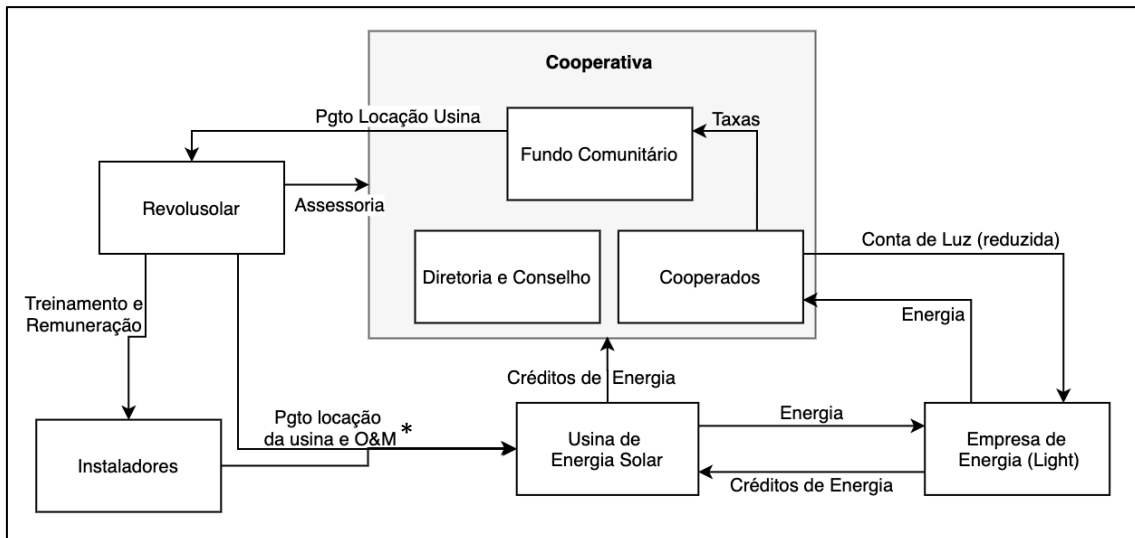 Cooperativa
Pgto Locação Usina
Taxas
Fundo Comunitário
Revolusolar
Assessoria
Conta de Luz (reduzida)
Diretoria e Conselho
Cooperados
Treinamento e
Remuneração
Energia
Créditos de Energia
Pgto locação
da usina e O&M *
Energia
Usina de
Energia Solar
Empresa de
Energia (Light)
Instaladores
Créditos de Energia